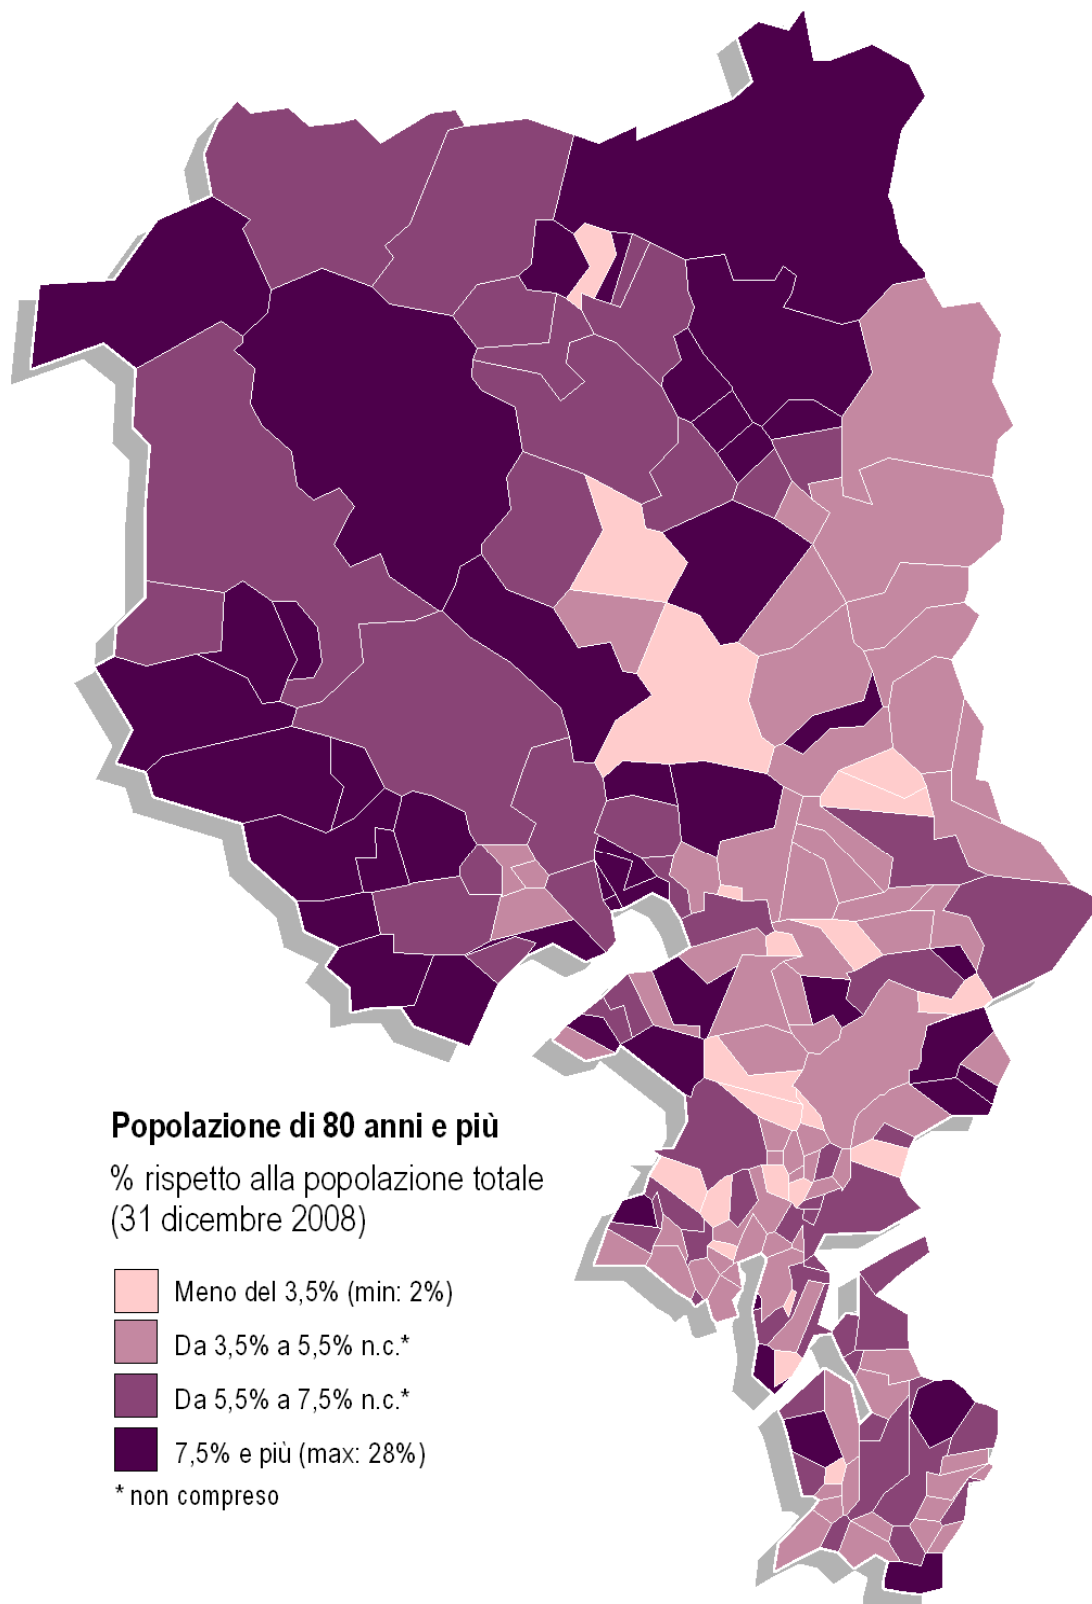 Popolazione di 80 anni e più
% rispetto alla popolazione totale
(31 dicembre 2008)
Meno del 3,5% (min: 2%)
Da 3,5% a 5,5% n.c.*
Da 5,5% a 7,5% n.c.*
7,5% e più (max: 28%)
* non compreso